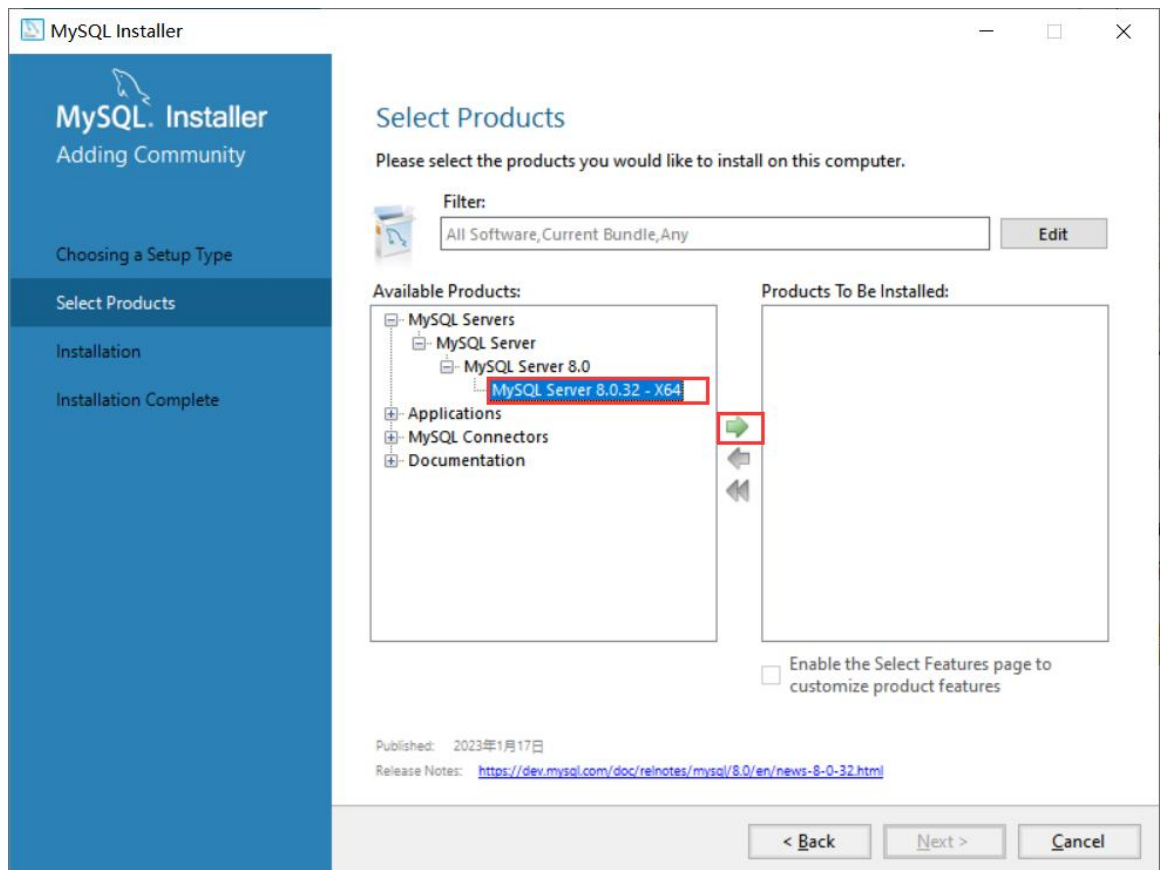 MySQL Installer
MySQL. Installer
Adding Community
Choosing a Setup Type
Select Products
Installation
Installation Complete
Select Products
Please select the products you would like to install on this computer.
Filter:
All Software,Current Bundle,Any
Edit
Available Products:
MySQL Servers
MySQL Server
MySQL Server 8.0
MySQL Server 8.0.32 - X64
Applications
MySQL Connectors
Documentation
Products To Be Installed:
Enable the Select Features page to
customize product features
Published: 2023年1月17日
Release Notes: https://dev.mysql.com/doc/relnotes/mysql/8.0/en/news-8-0-32.html
< Back
Next >
Cancel